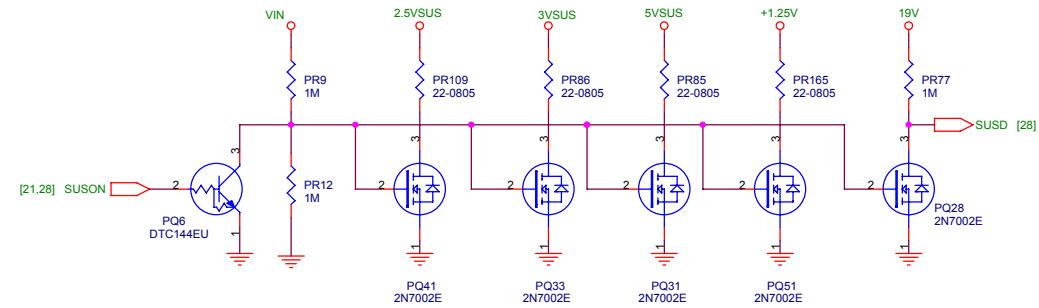 VIN
2.5VSUS
3VSUS
5VSUS
+1.25V
19V
PR9
1M
PR109
22-0805
PR86
22-0805
PR85
22-0805
PR165
22-0805
PR77
1M
SUSD [28]
3
3
3
3
3
3
[21,28] SUSON
2
PR12
1M
2
2
2
2
2
PQ6
DTC144EU
PQ28
2N7002E
1
1
1
1
1
1
PQ41
2N7002E
PQ33
2N7002E
PQ31
2N7002E
PQ51
2N7002E